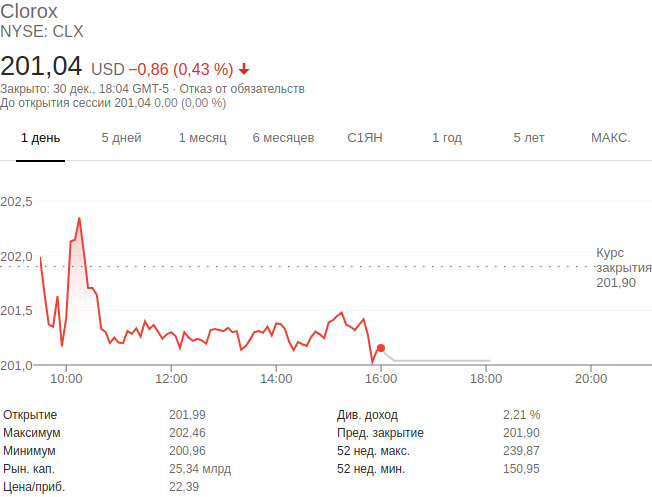 Clorox
NYSE: CLX
201,04 USD −0,86 (0,43 %)
Закрыто: 30 дек., 18:04 GMT-5 · Отказ от обязательств
До открытия сессии 201,04 0,00 (0,00 %)
1 день 5 дней 1 месяц 6 месяцев С1ЯН 1 год 5 лет МАКС.
202,5
202,0
Курс
закрытия
201,90
201,5
201,0
10:00 12:00 14:00 16:00 18:00 20:00
Открытие 201,99 Див. доход 2,21 %
Максимум 202,46 Пред. закрытие 201,90
Минимум 200,96 52 нед. макс. 239,87
Рын. кап. 25,34 млрд 52 нед. мин. 150,95
Цена/приб. 22,39